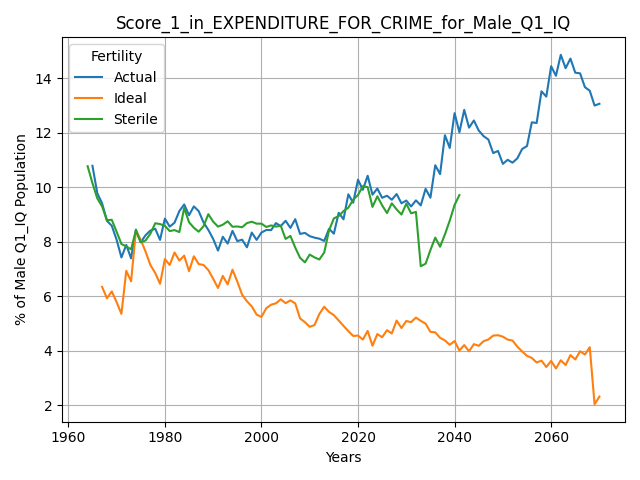 Score_1_in_EXPENDITURE_FOR_CRIME_for_Male_Q1_IQ
Fertility
Actual
Ideal
Sterile
% of Male Q1_IQ Population
14
12
10
8
6
4
2
1960
1980
2000
2020
2040
2060
Years